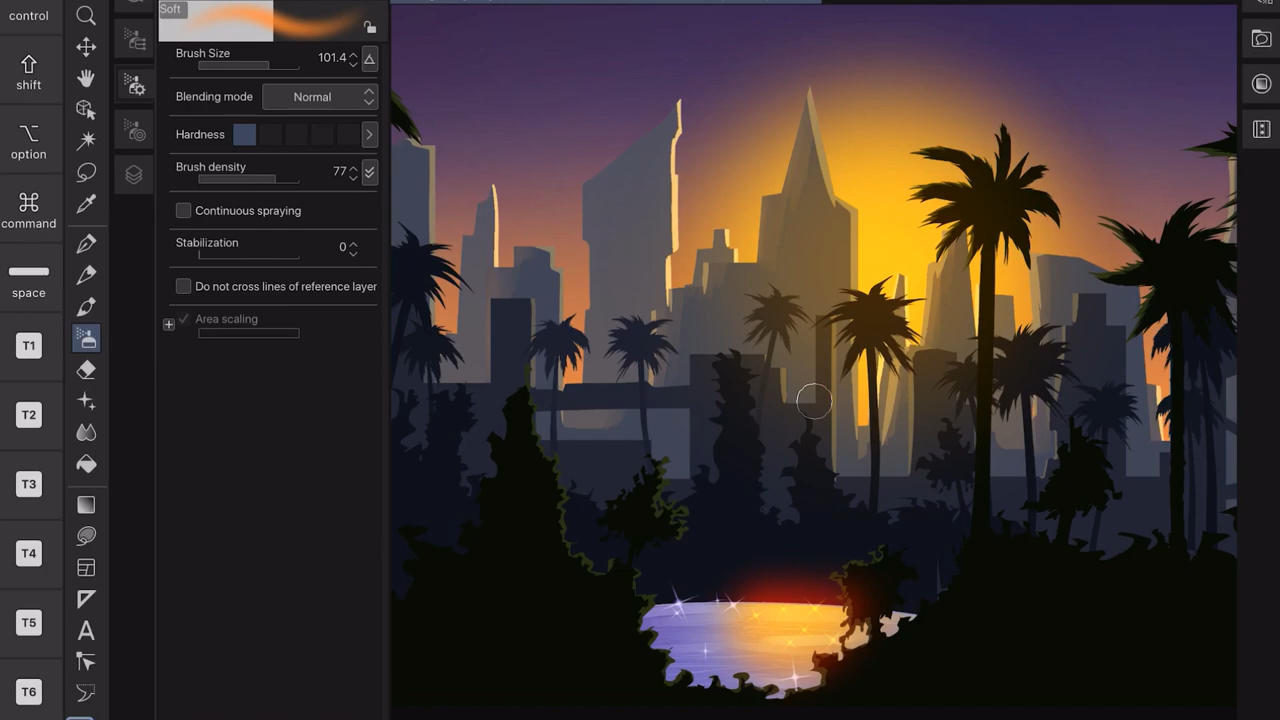 control
shift
option
command
space
T1
T2
T3
T4
T5
T6
Soft
Brush Size 101.4
Blending mode Normal
Hardness
Brush density 77
Continuous spraying
Stabilization 0
Do not cross lines of reference layer
Area scaling